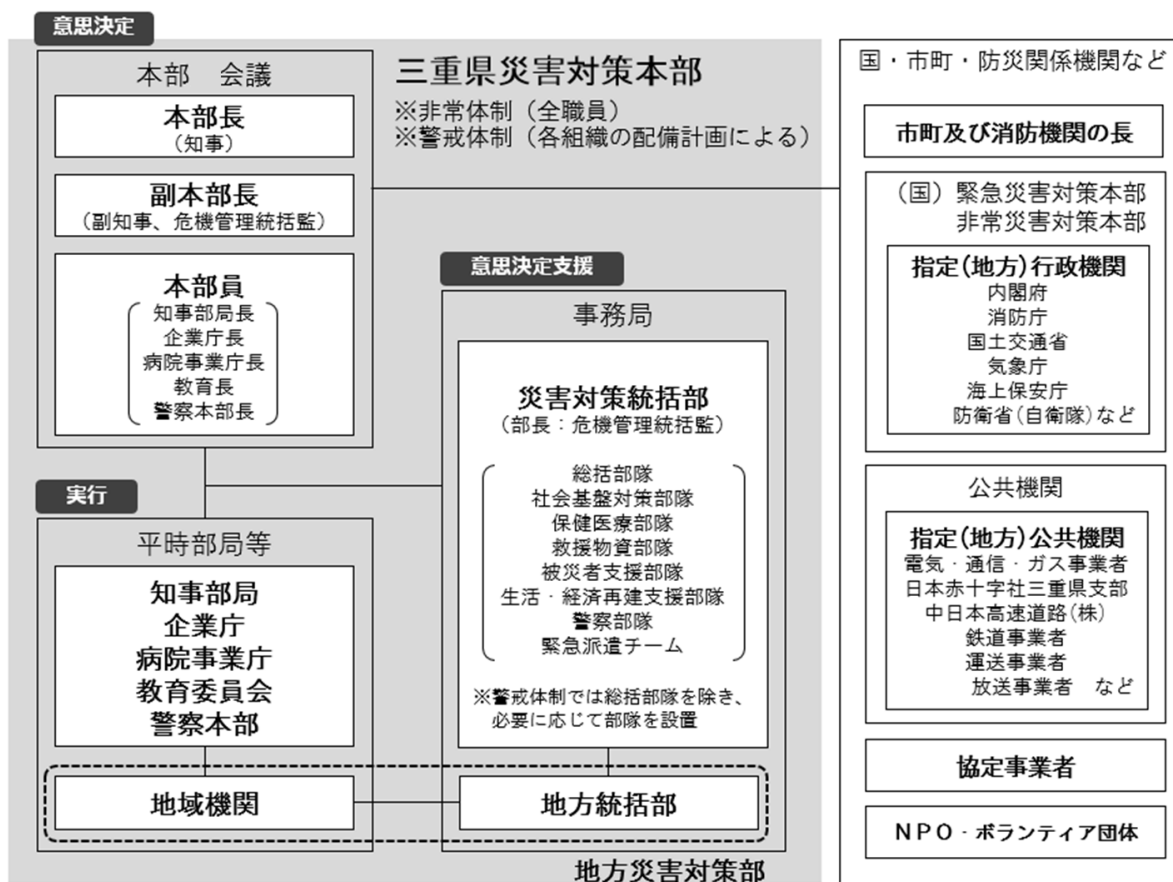 意思決定
本部　会議
本部長
（知事）
副本部長
（副知事、危機管理統括監）
本部員
知事部局長
企業庁長
病院事業庁長
教育長
警察本部長
三重県災害対策本部
※非常体制（全職員）
※警戒体制（各組織の配備計画による）
意思決定支援
事務局
災害対策統括部
（部長：危機管理統括監）
総括部隊
社会基盤対策部隊
保健医療部隊
救援物資部隊
被災者支援部隊
生活・経済再建支援部隊
警察部隊
緊急派遣チーム
※警戒体制では総括部隊を除き、
必要に応じて部隊を設置
実行
平時部局等
知事部局
企業庁
病院事業庁
教育委員会
警察本部
地域機関
地方統括部
地方災害対策部
国・市町・防災関係機関など
市町及び消防機関の長
（国）緊急災害対策本部
非常災害対策本部
指定(地方)行政機関
内閣府
消防庁
国土交通省
気象庁
海上保安庁
防衛省(自衛隊)など
公共機関
指定(地方)公共機関
電気・通信・ガス事業者
日本赤十字社三重県支部
中日本高速道路(株)
鉄道事業者
運送事業者
放送事業者　など
協定事業者
ＮＰＯ・ボランティア団体